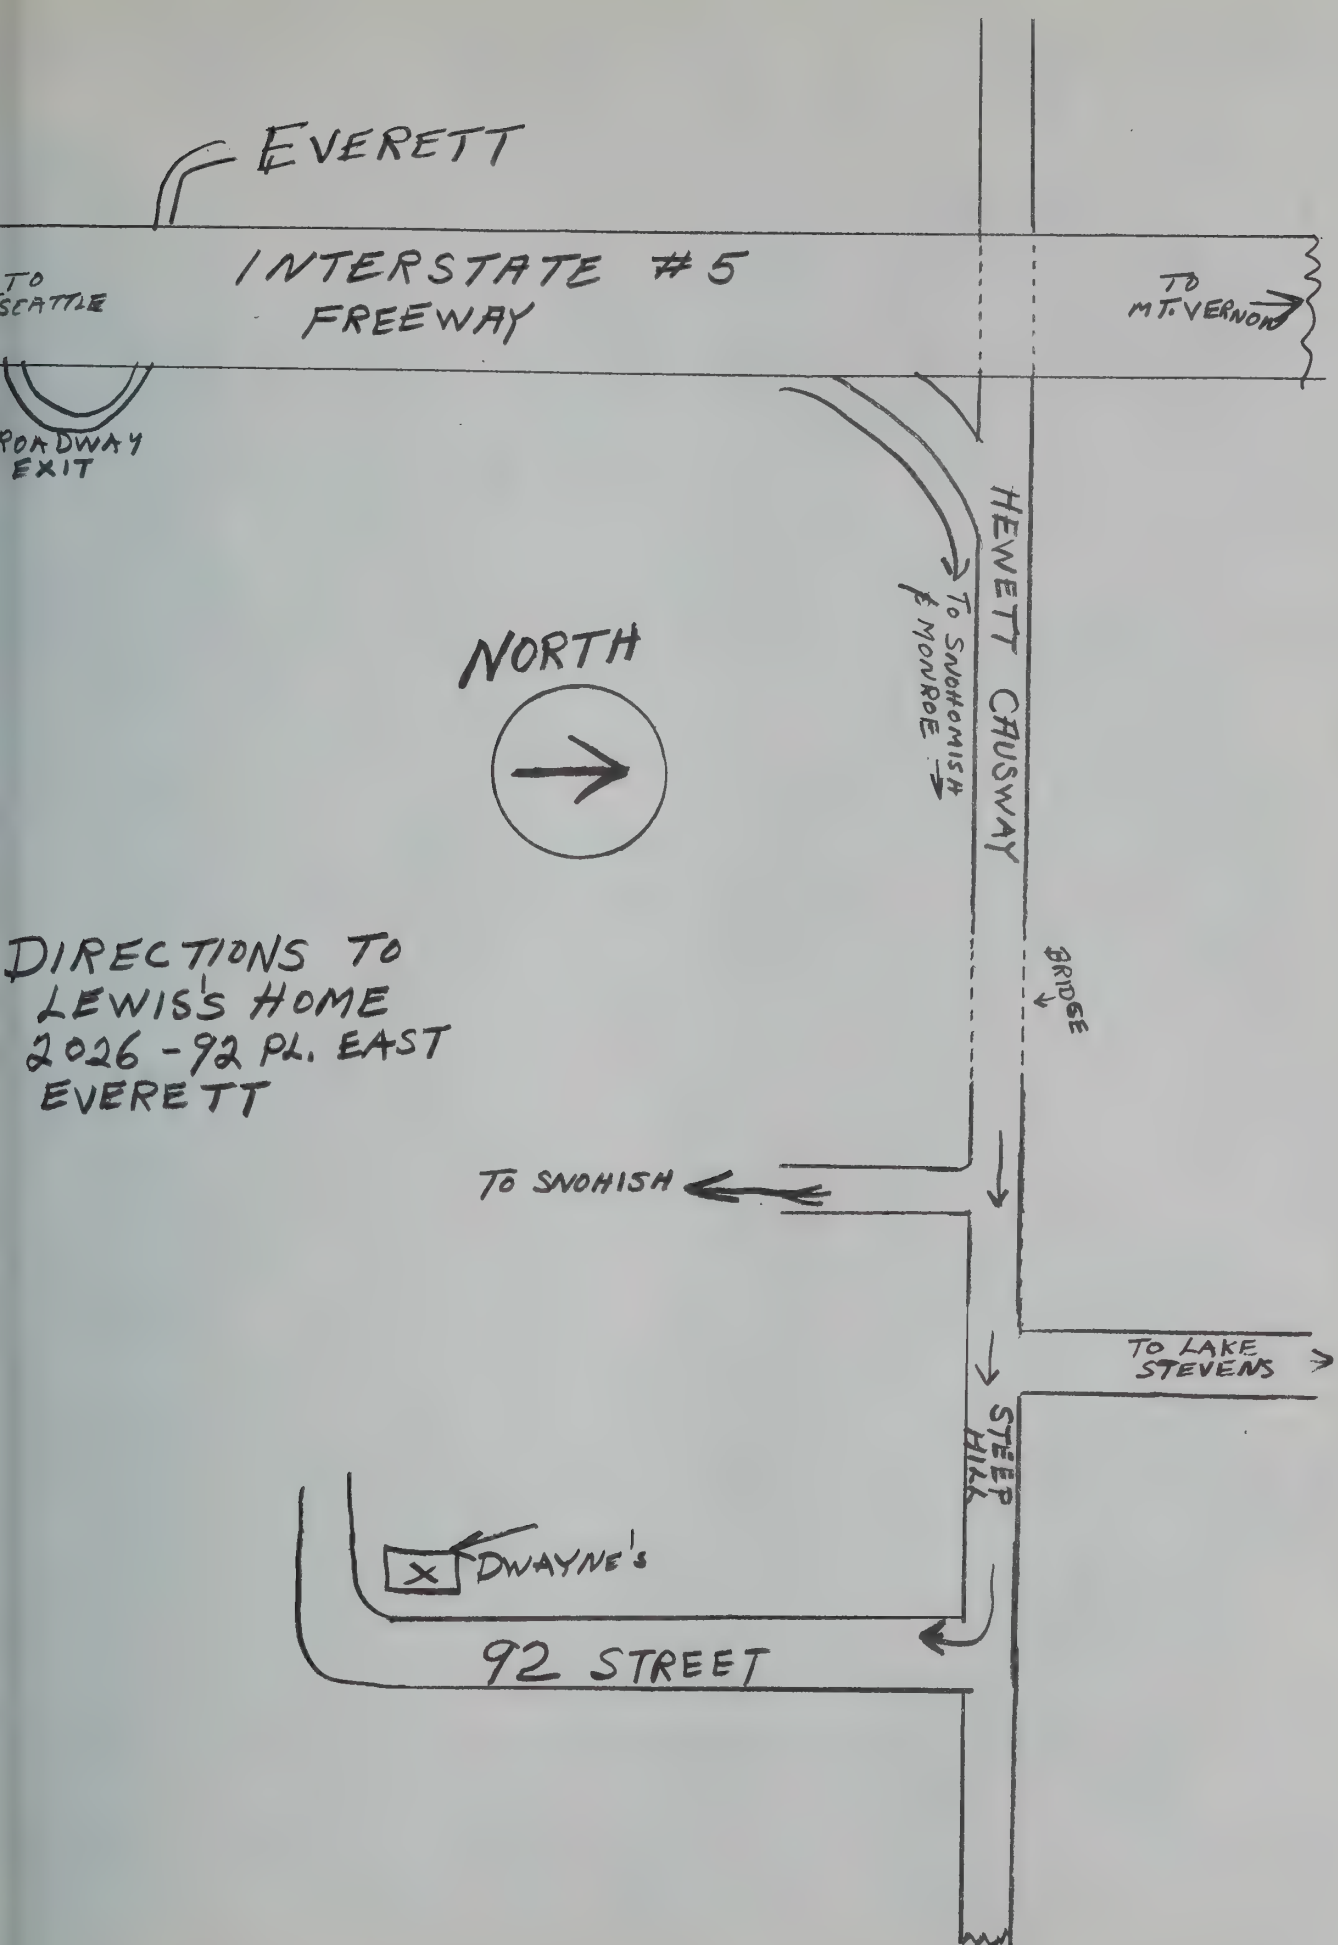 EVERETT
INTERSTATE # 5
FREEWAY
TO
SEATTLE
TO
MT. VERNON
ROADWAY
EXIT
HEWETT CAUSWAY
TO SNOHOMISH
& MONROE
NORTH
BRIDGE
DIRECTIONS TO
LEWIS'S HOME
2026 - 92 PL. EAST
EVERETT
TO SNOHISH
TO LAKE
STEVENS
STEEP
HILL
X
DWAYNE'S
92 STREET